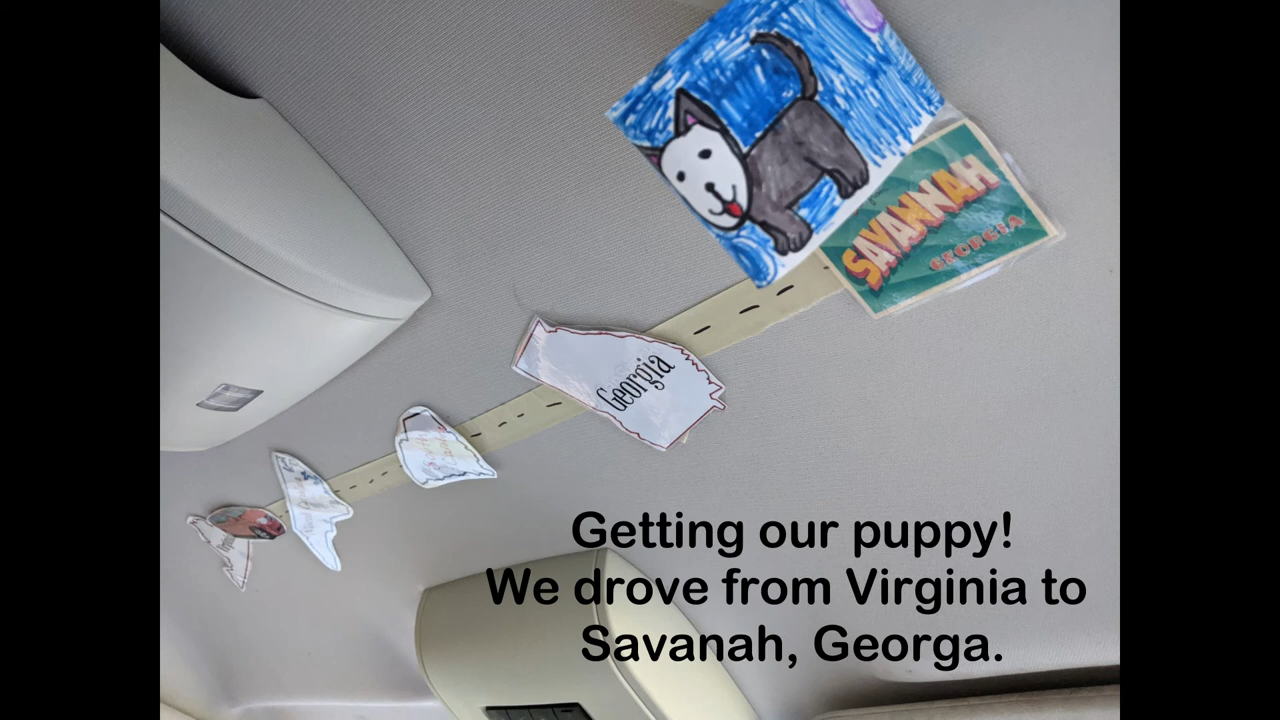 SAVANNAH
GEORGIA
Georgia
Getting our puppy!
We drove from Virginia to
Savanah, Georga.